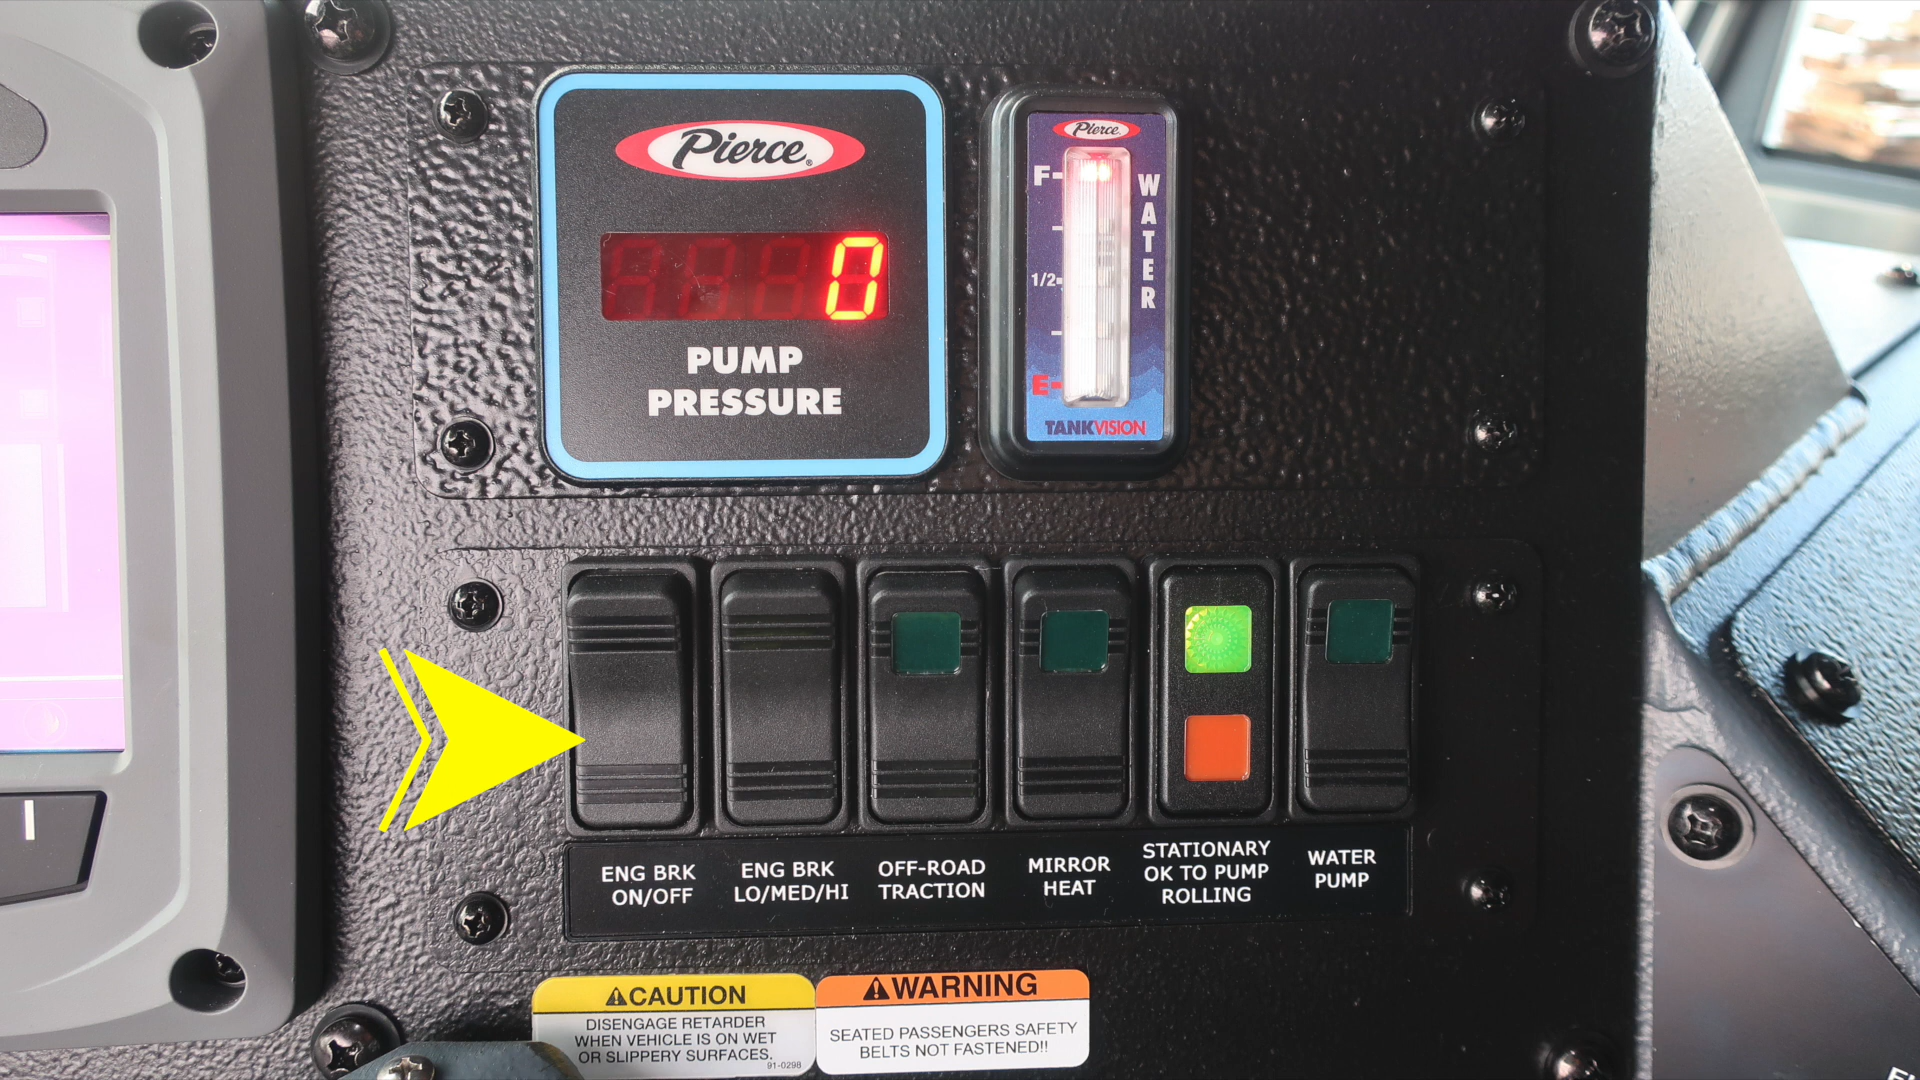 Pierce®
0
PUMP
PRESSURE
Pierce
F
1/2
E
WATER
TANKVISION
ENG BRK
ON/OFF
ENG BRK
LO/MED/HI
OFF-ROAD
TRACTION
MIRROR
HEAT
STATIONARY
OK TO PUMP
ROLLING
WATER
PUMP
CAUTION
DISENGAGE RETARDER
WHEN VEHICLE IS ON WET
OR SLIPPERY SURFACES.
91-0298
WARNING
SEATED PASSENGERS SAFETY
BELTS NOT FASTENED!!